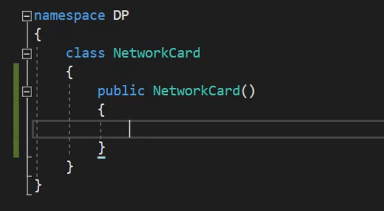 namespace DP
{
class NetworkCard
{
public NetworkCard()
{
}
}
}